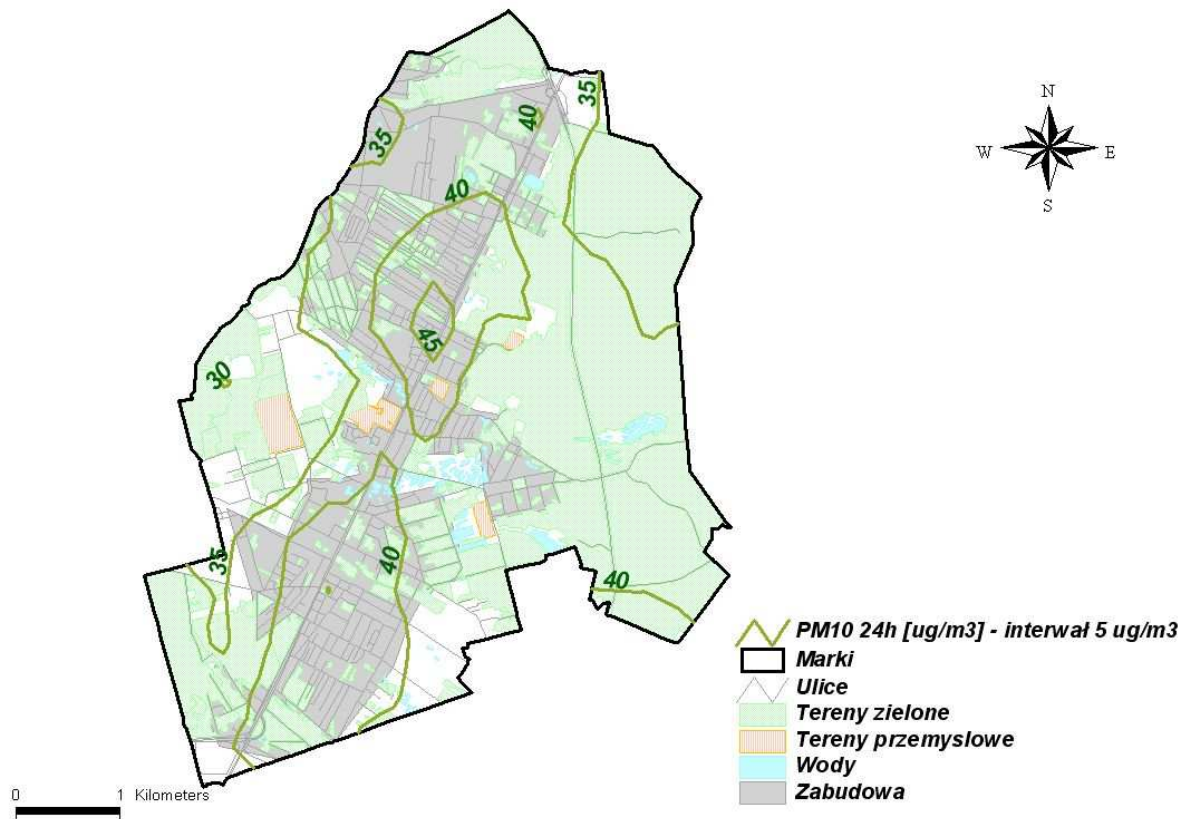 35
40
35
40
45
30
35
40
40
N
W E
S
PM10 24h [ug/m3] - interwał 5 ug/m3
Marki
Ulice
Tereny zielone
Tereny przemyslowe
Wody
Zabudowa
0 1 Kilometers